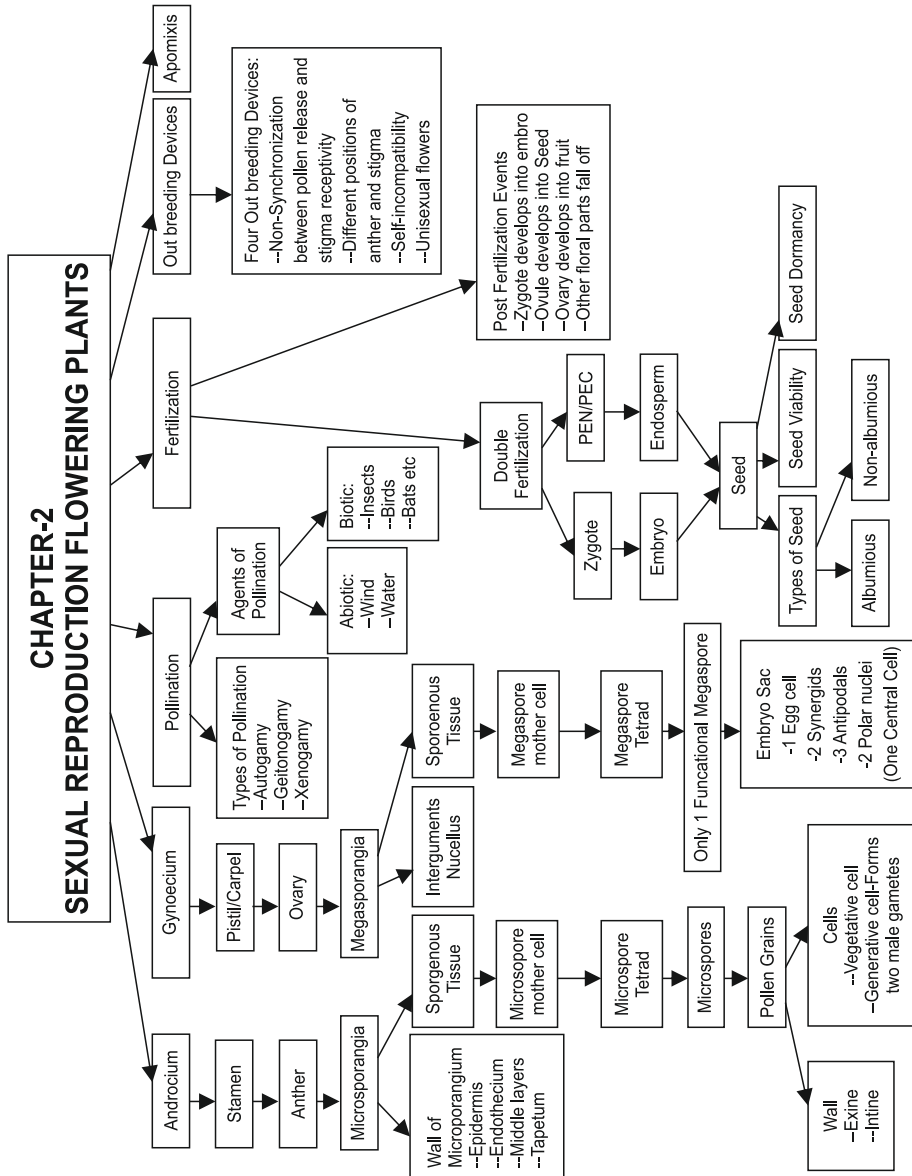 CHAPTER-2
SEXUAL REPRODUCTION FLOWERING PLANTS
Androcium
Stamen
Anther
Microsporangia
Wall of
Microporangium
--Epidermis
--Endothecium
--Middle layers
--Tapetum
Sporgenous
Tissue
Microsopore
mother cell
Microspore
Tetrad
Microspores
Pollen Grains
Wall
--Exine
--Intine
Cells
--Vegetative cell
--Generative cell-Forms
two male gametes
Gynoecium
Pistil/Carpel
Ovary
Megasporangia
Interguments
Nucellus
Sporoenous
Tissue
Megaspore
mother cell
Megaspore
Tetrad
Only 1 Funcational Megaspore
Embryo Sac
-1 Egg cell
-2 Synergids
-3 Antipodals
-2 Polar nuclei
(One Central Cell)
Pollination
Types of Pollination
--Autogamy
--Geitonogamy
--Xenogamy
Agents of
Pollination
Abiotic:
--Wind
--Water
Biotic:
--Insects
--Birds
--Bats etc
Fertilization
Double
Fertilization
Zygote
PEN/PEC
Embryo
Endosperm
Seed
Types of Seed
Seed Viability
Seed Dormancy
Albumious
Non-albumious
Post Fertilization Events
--Zygote develops into embro
--Ovule develops into Seed
--Ovary develops into fruit
--Other floral parts fall off
Out breeding Devices
Four Out breeding Devices:
--Non-Synchronization
between pollen release and
stigma receptivity
--Different positions of
anther and stigma
--Self-incompatibility
--Unisexual flowers
Apomixis